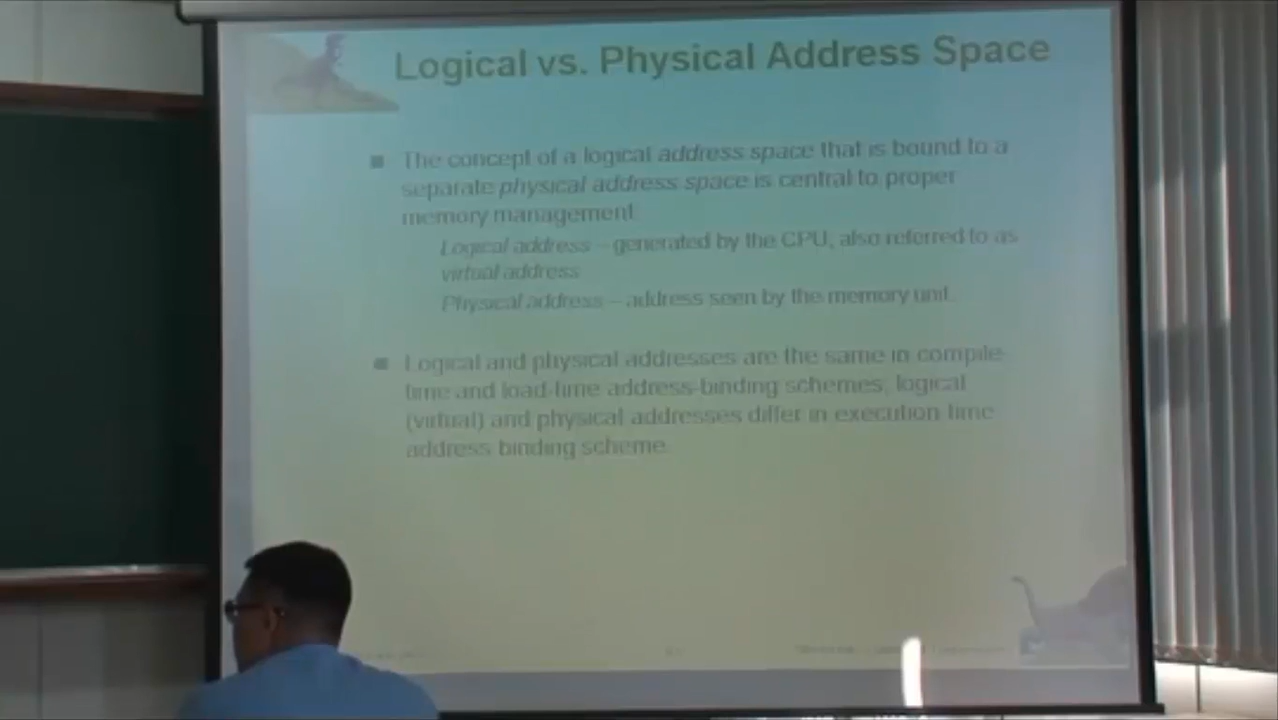 Logical vs. Physical Address Space
The concept of a logical address space that is bound to a
separate physical address space is central to proper
memory management
Logical address – generated by the CPU; also referred to as
virtual address
Physical address – address seen by the memory unit
Logical and physical addresses are the same in compile-
time and load-time address-binding schemes; logical
(virtual) and physical addresses differ in execution-time
address-binding scheme.